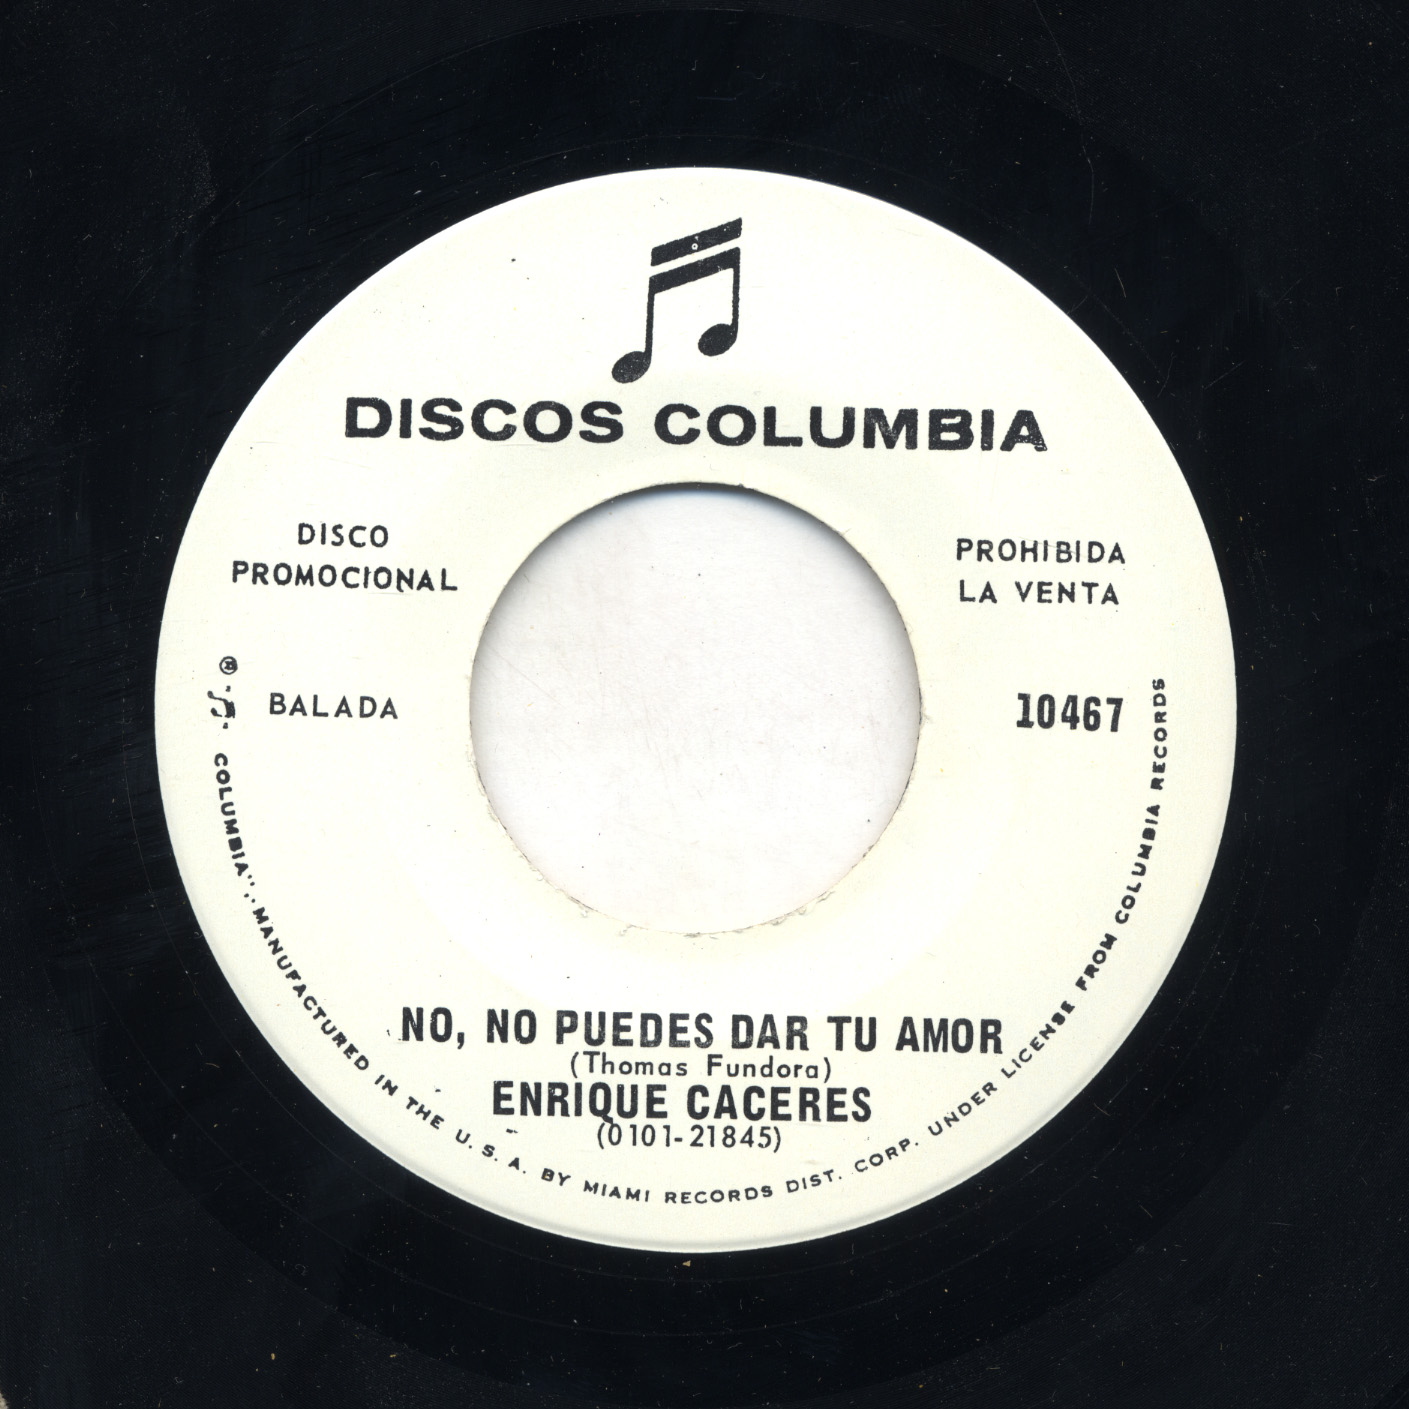 DISCOS COLUMBIA
DISCO
PROMOCIONAL
PROHIBIDA
LA VENTA
BALADA
10467
NO, NO PUEDES DAR TU AMOR
(Thomas Fundora)
ENRIQUE CACERES
(0101-21845)
® " COLUMBIA". MANUFACTURED IN THE U. S. A. BY MIAMI RECORDS DIST. CORP. UNDER LICENSE FROM COLUMBIA RECORDS